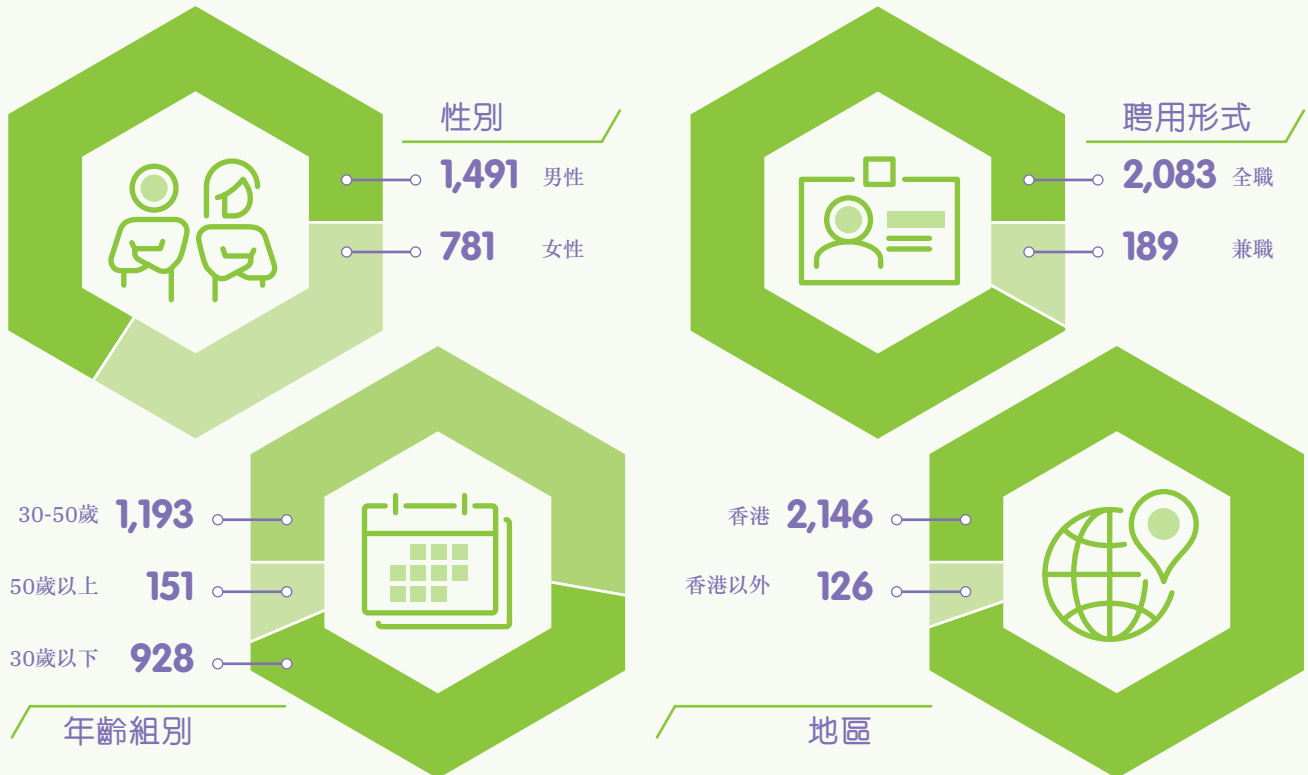 性別
1,491 男性
781 女性
聘用形式
2,083 全職
189 兼職
30-50歲 1,193
50歲以上 151
30歲以下 928
年齡組別
香港 2,146
香港以外 126
地區